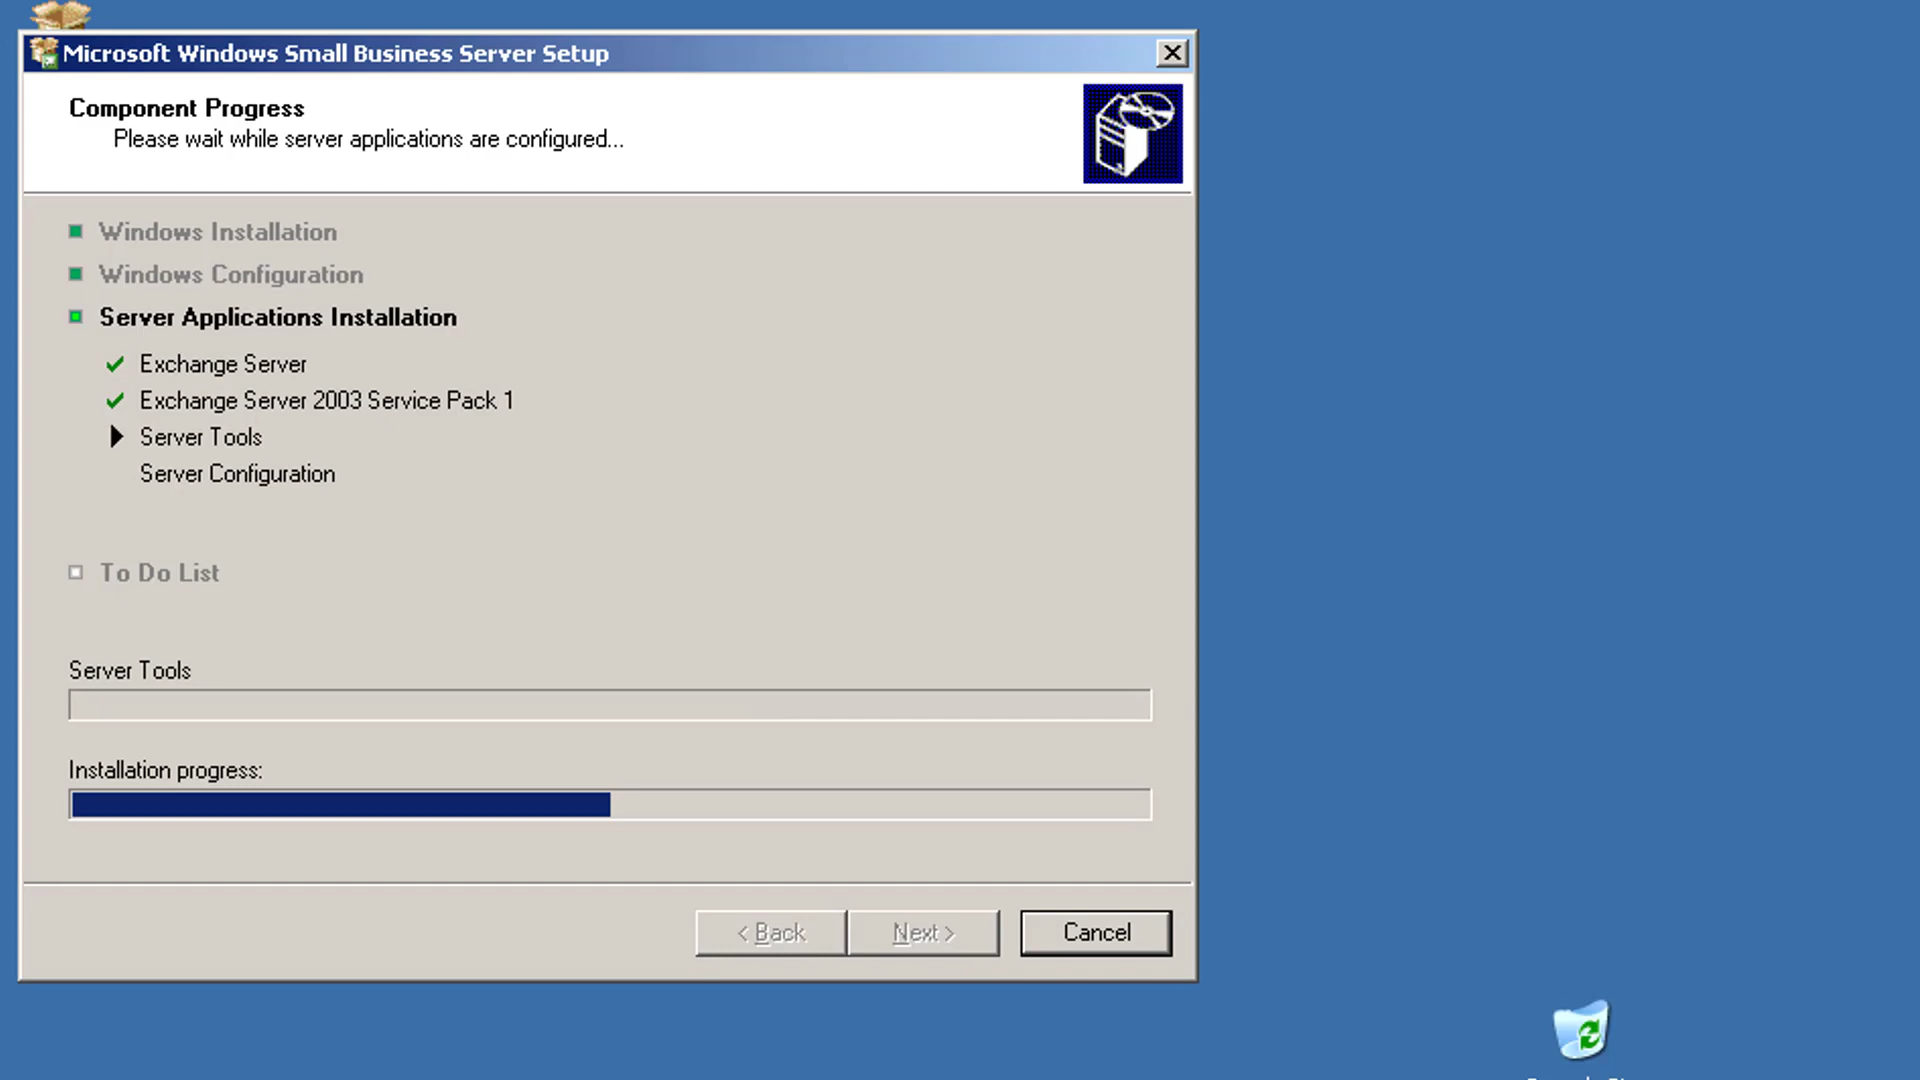 Microsoft Windows Small Business Server Setup
Component Progress
Please wait while server applications are configured...
Windows Installation
Windows Configuration
Server Applications Installation
Exchange Server
Exchange Server 2003 Service Pack 1
Server Tools
Server Configuration
To Do List
Server Tools
Installation progress:
< Back
Next >
Cancel